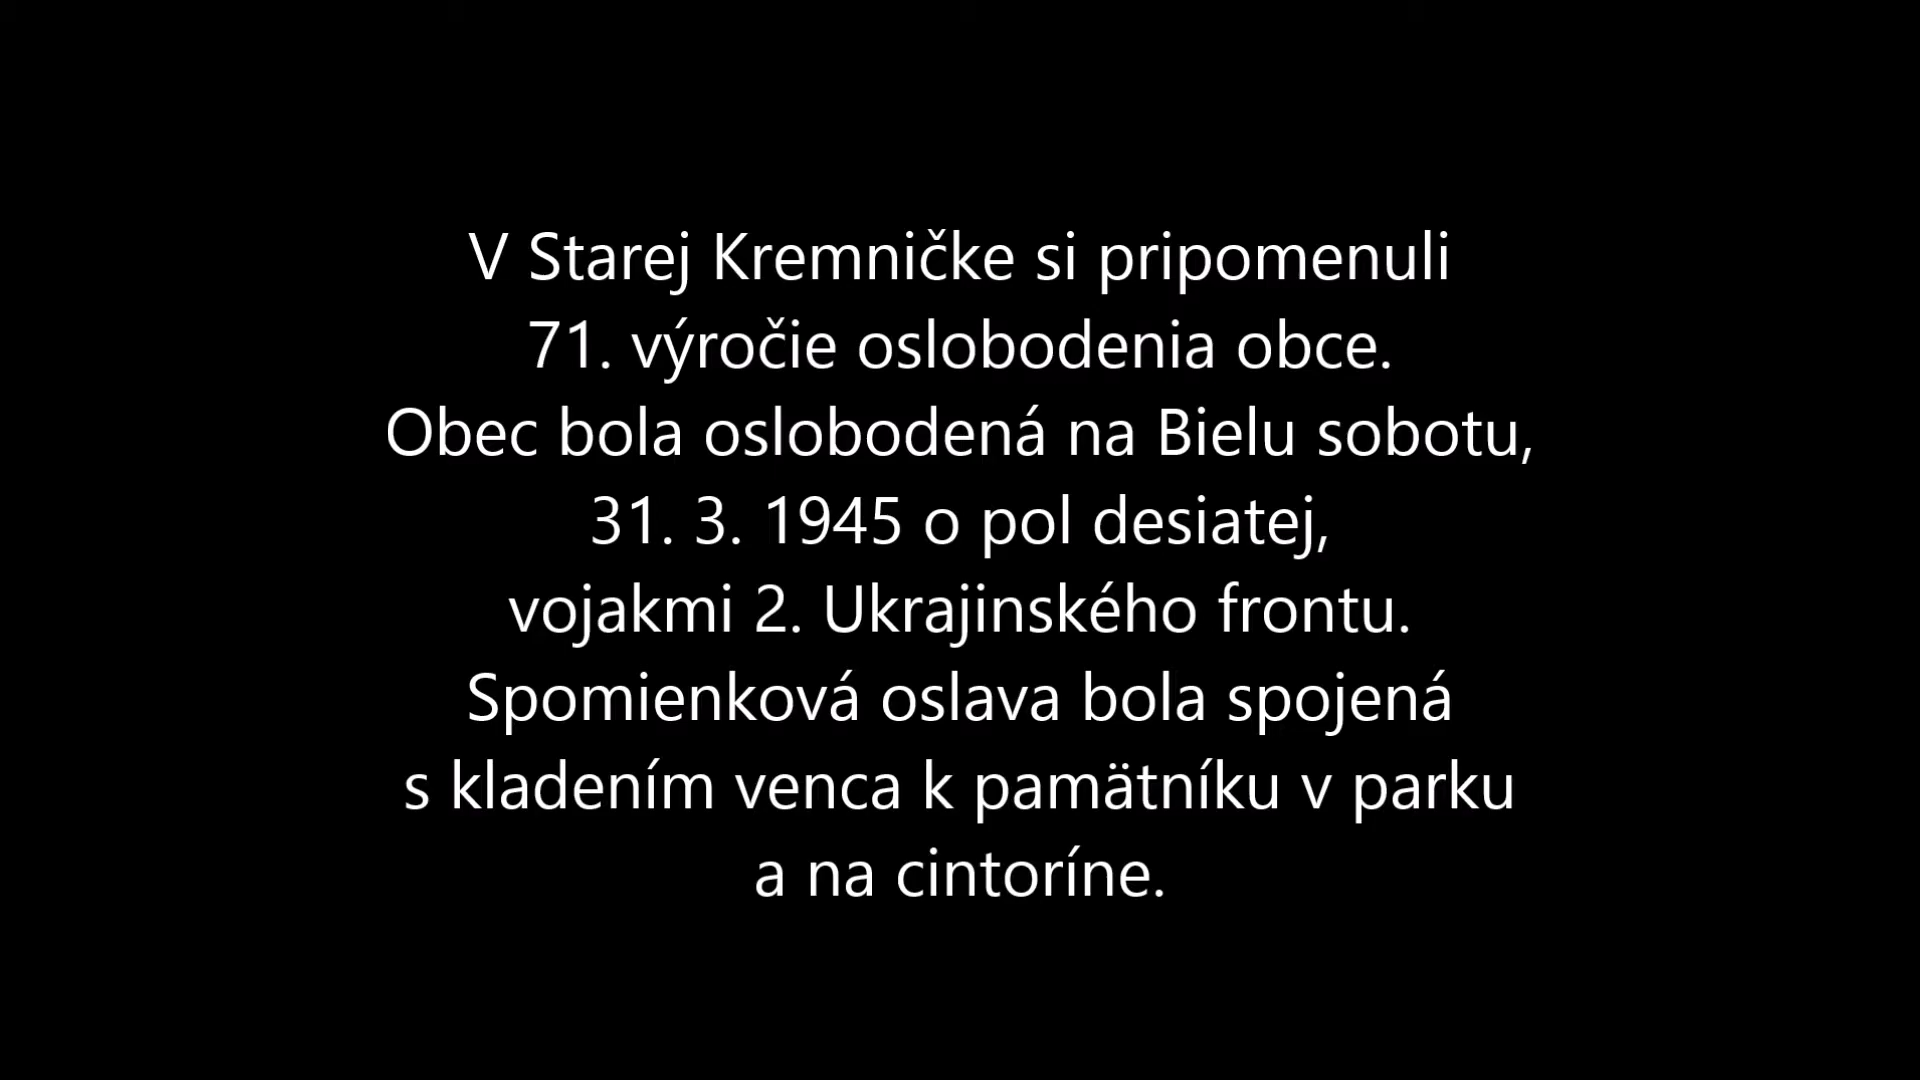 V Starej Kremničke si pripomenuli
71. výročie oslobodenia obce.
Obec bola oslobodená na Bielu sobotu,
31. 3. 1945 o pol desiatej,
vojakmi 2. Ukrajinského frontu.
Spomienková oslava bola spojená
s kladením venca k pamätníku v parku
a na cintoríne.